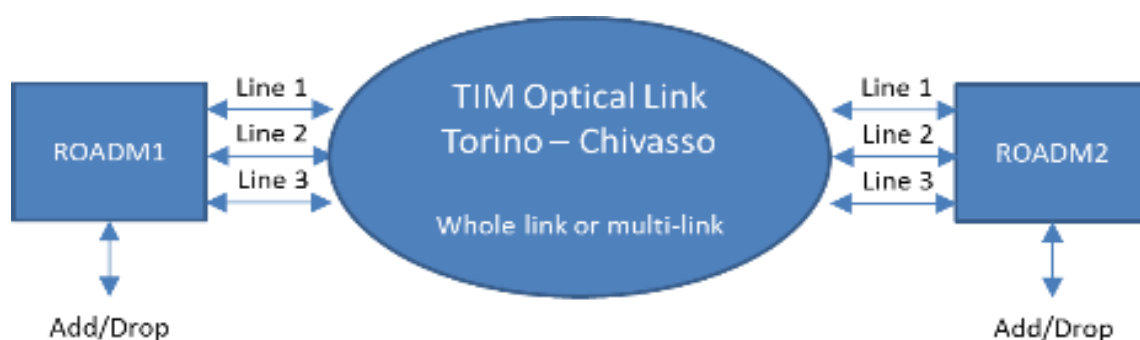 Line 1
Line 2
Line 3
ROADM1
Add/Drop
TIM Optical Link
Torino – Chivasso
Whole link or multi-link
Line 1
Line 2
Line 3
ROADM2
Add/Drop